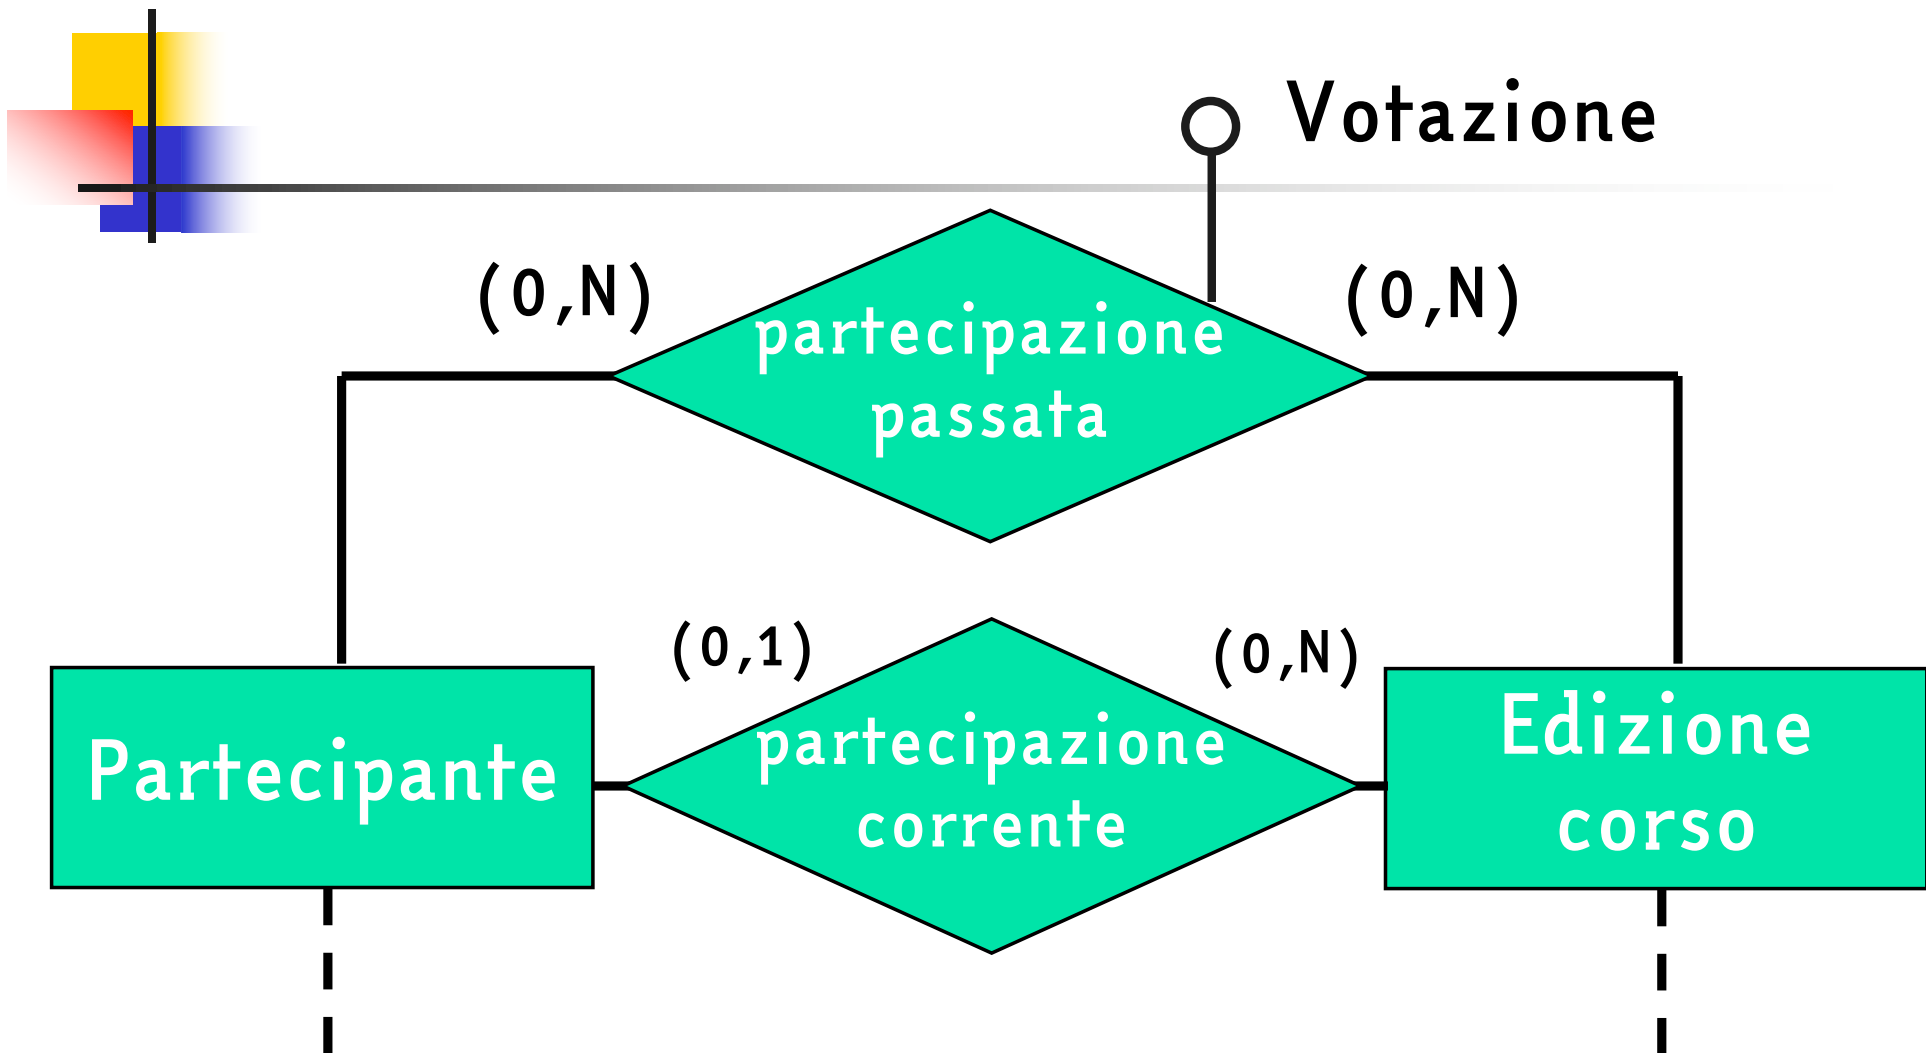 Votazione
(0,N)
(0,N)
partecipazione
passata
(0,1)
(0,N)
Partecipante
partecipazione
corrente
Edizione
corso